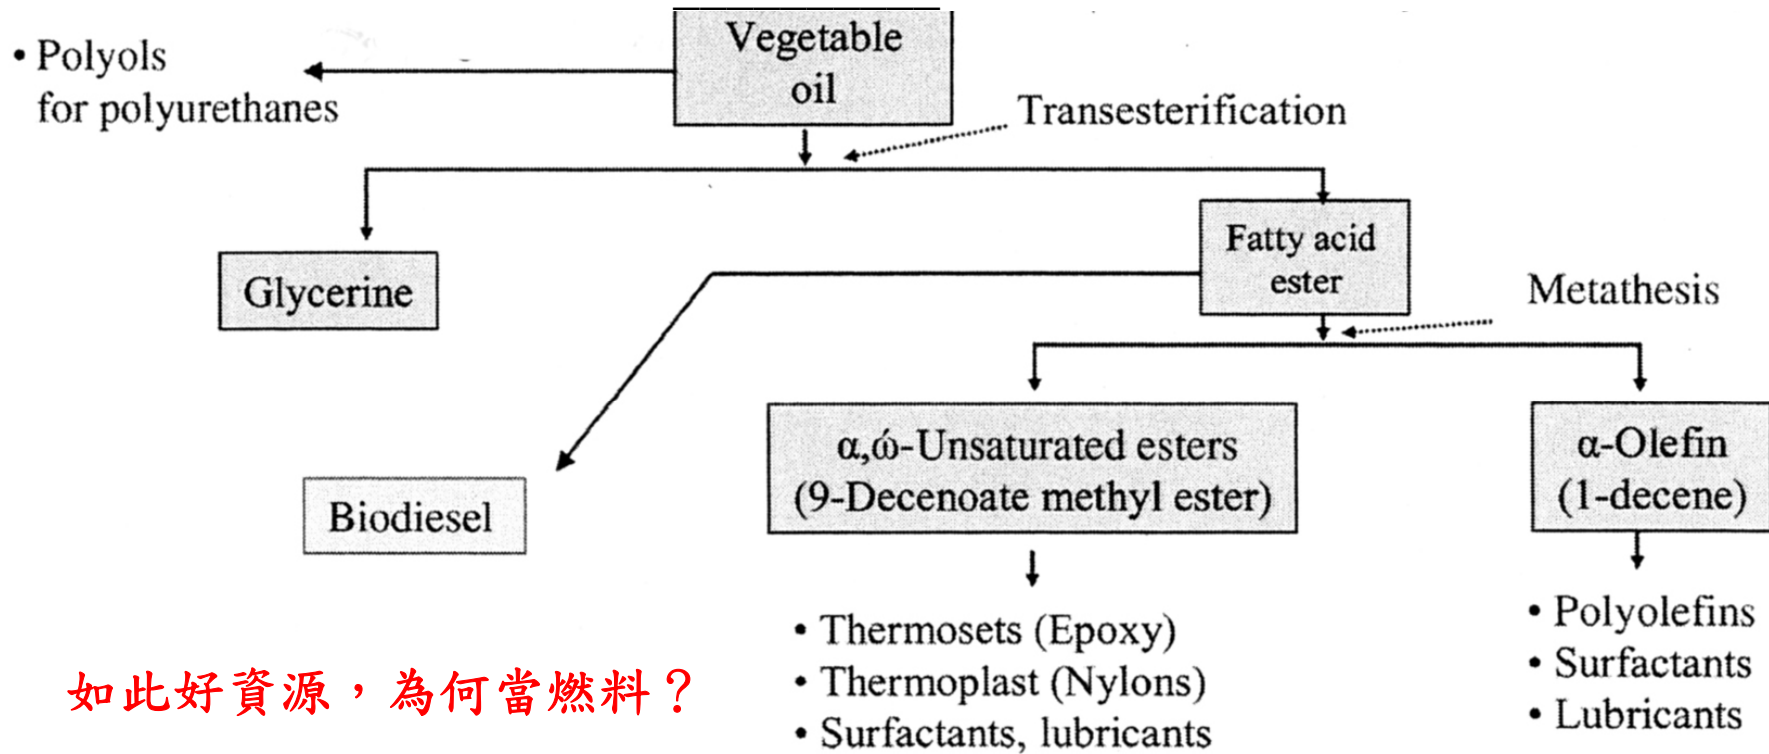 Vegetable
oil
• Polyols
for polyurethanes
Transesterification
Glycerine
Fatty acid
ester
Metathesis
Biodiesel
α,ώ-Unsaturated esters
(9-Decenoate methyl ester)
α-Olefin
(1-decene)
• Thermosets (Epoxy)
• Thermoplast (Nylons)
• Surfactants, lubricants
• Polyolefins
• Surfactants
• Lubricants
如此好資源，為何當燃料？